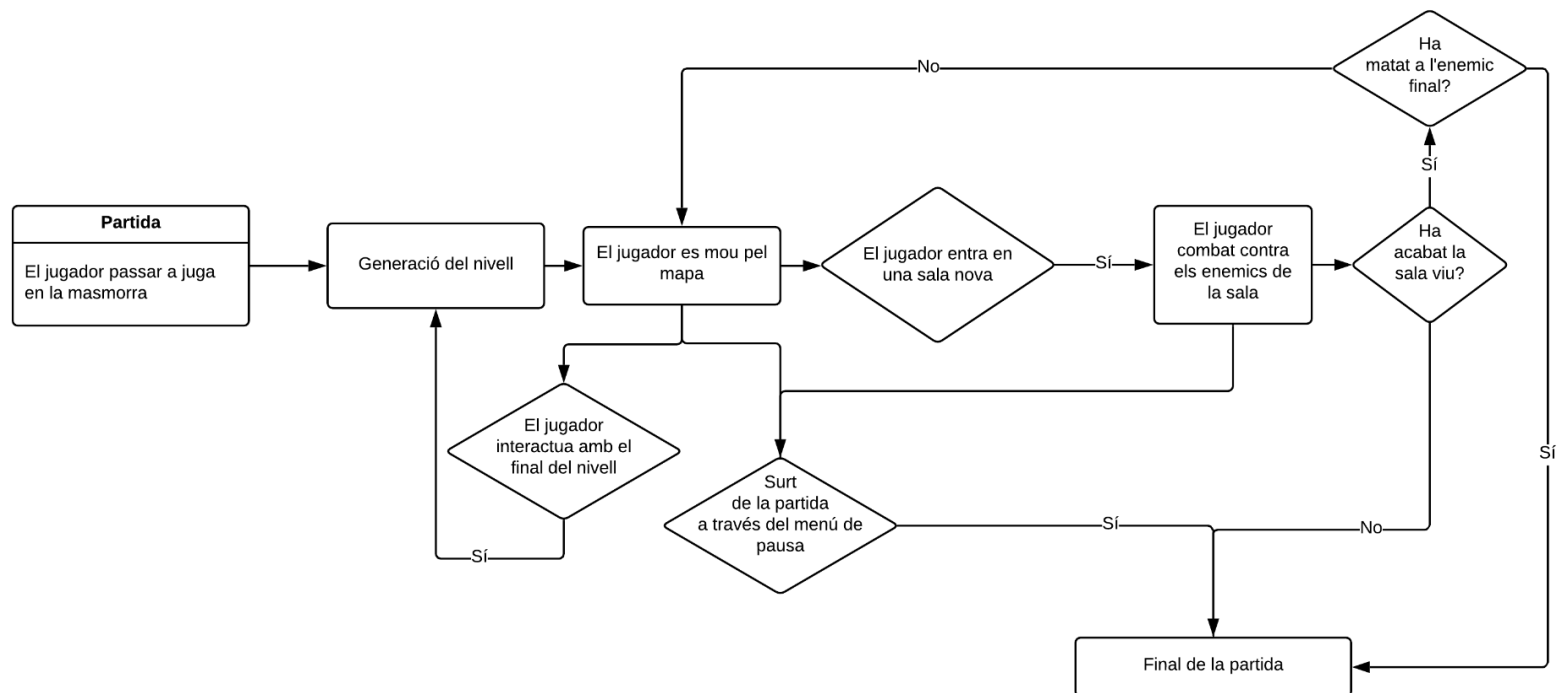 Partida
El jugador passar a juga
en la masmorra
Generació del nivell
El jugador es mou pel
mapa
El jugador entra en
una sala nova
Sí
El jugador
combat contra
els enemics de
la sala
Ha
acabat la
sala viu?
Sí
Ha
matat a l'enemic
final?
No
Sí
El jugador
interactua amb el
final del nivell
Sí
Surt
de la partida
a través del menú de
pausa
Sí
No
Final de la partida